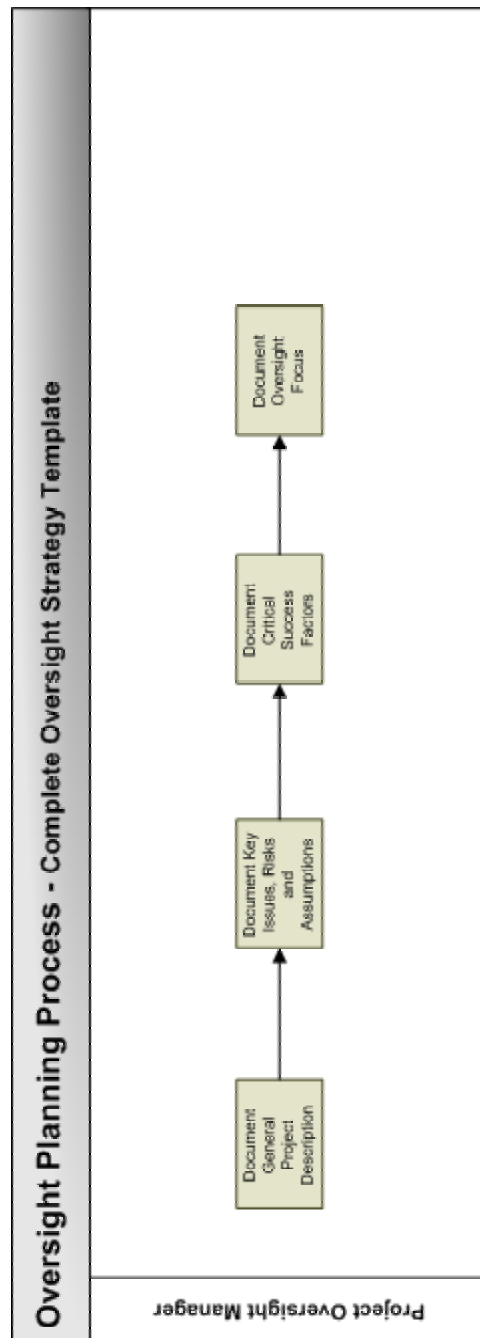 Oversight Planning Process - Complete Oversight Strategy Template
Project Oversight Manager
Document
General
Project
Description
Document Key
Issues, Risks
and
Assumptions
Document
Critical
Success
Factors
Document
Oversight
Focus